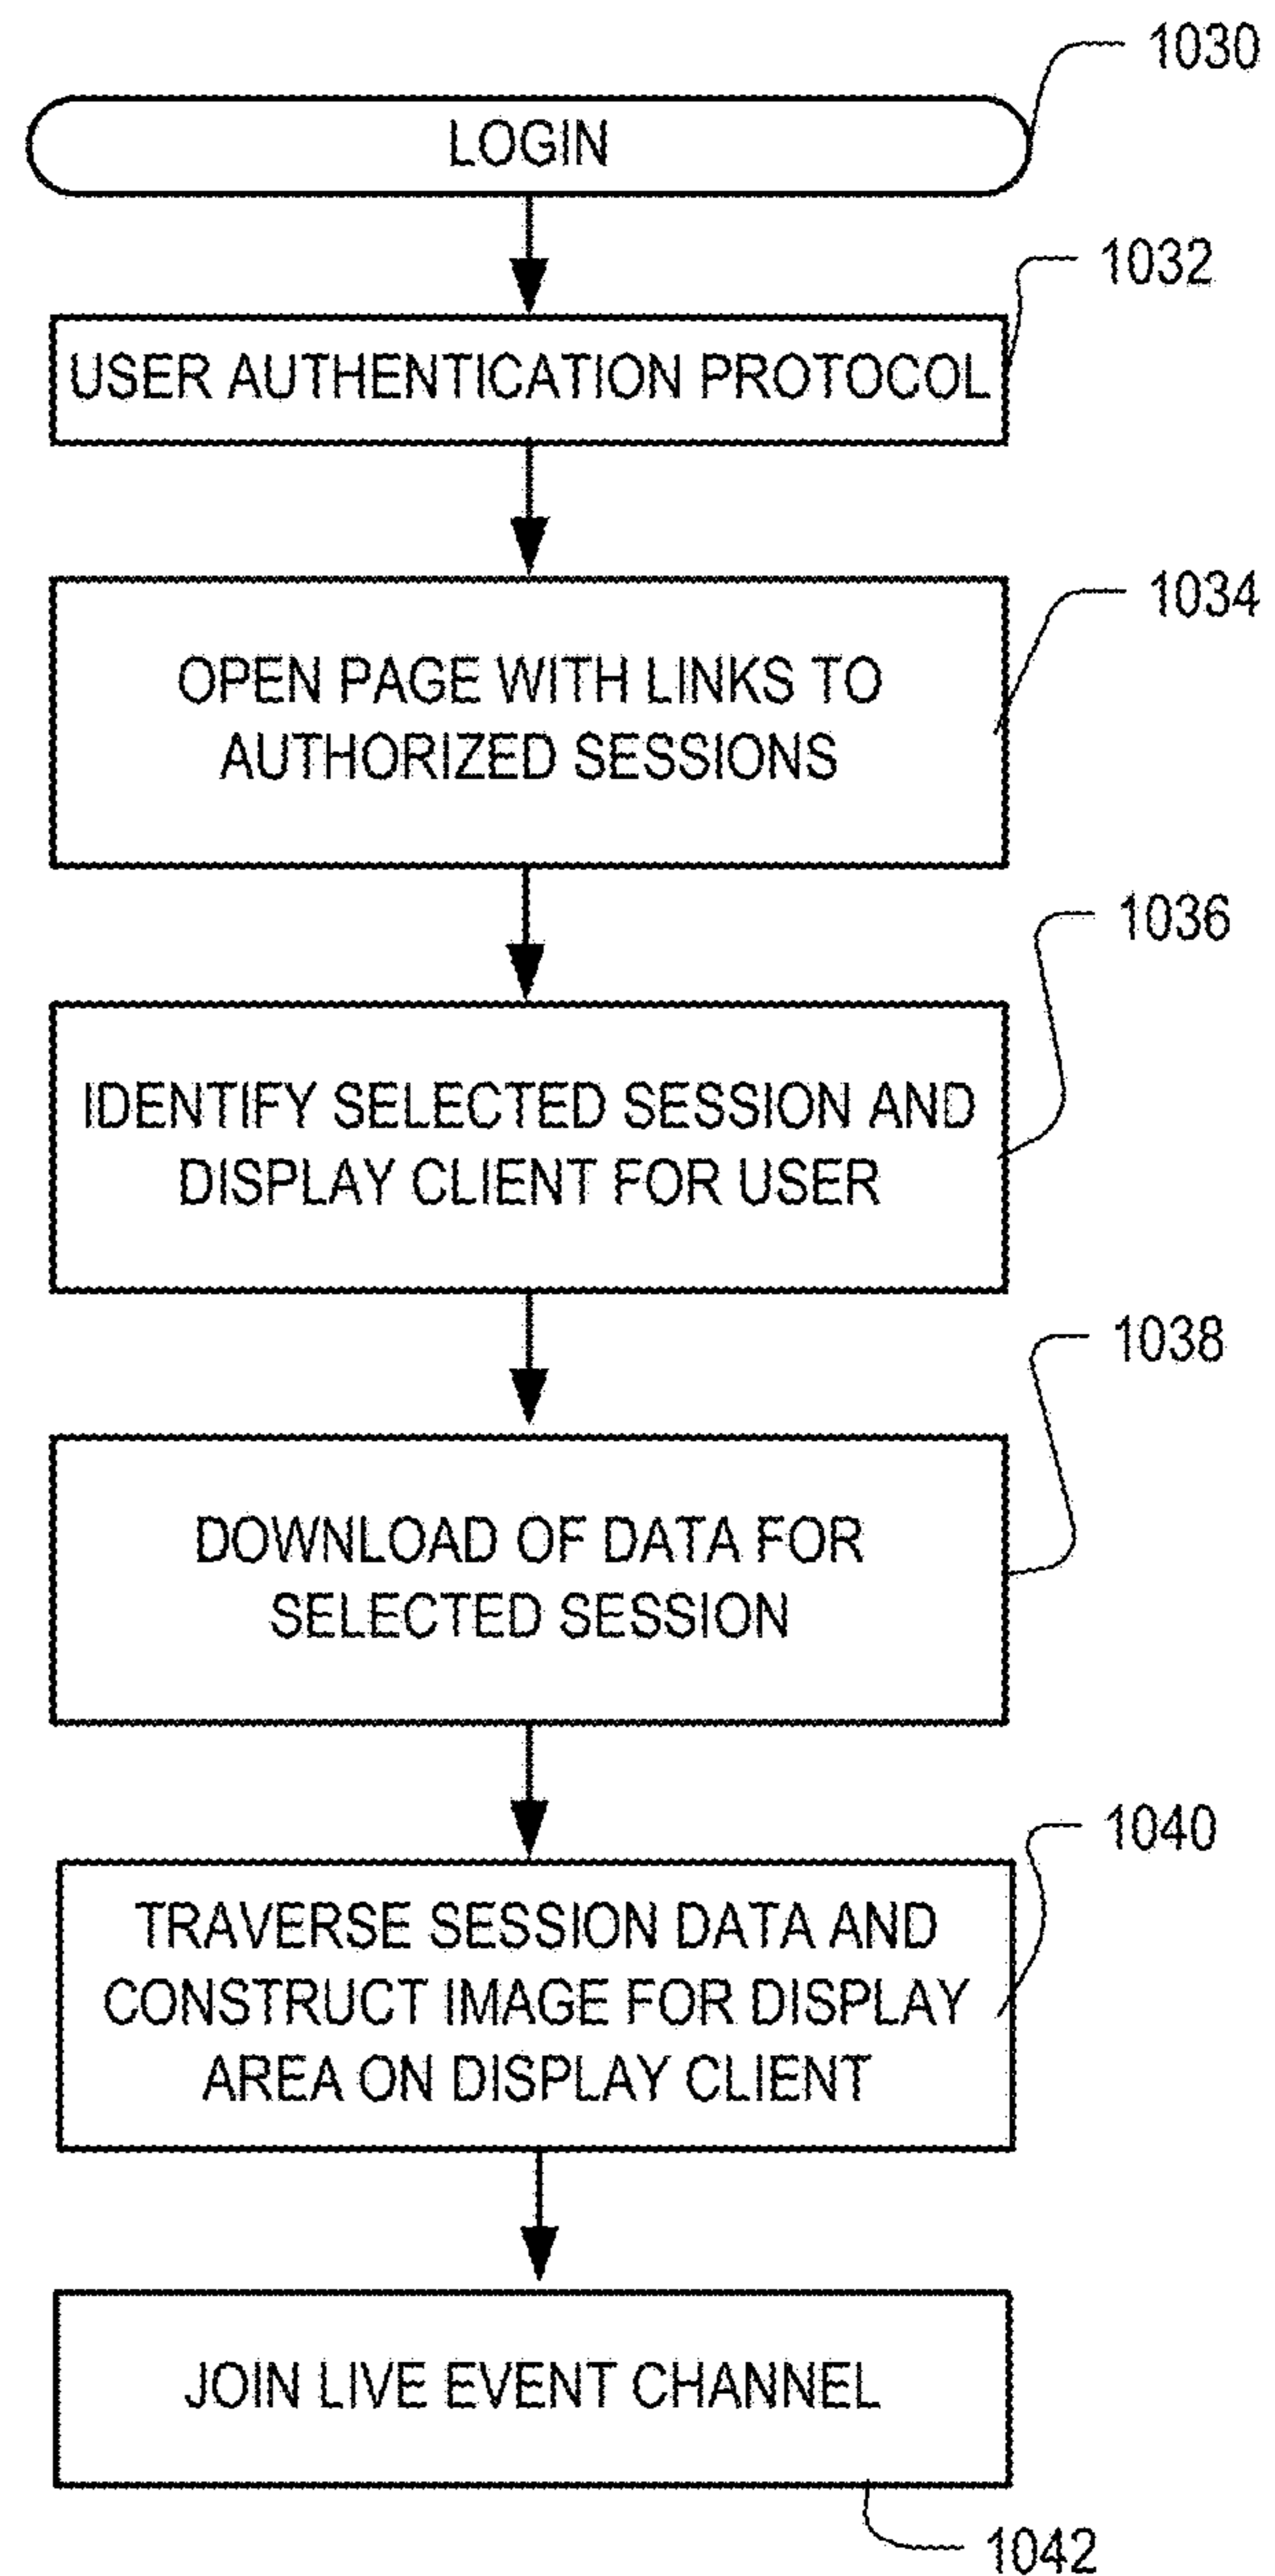 1030
LOGIN
1032
USER AUTHENTICATION PROTOCOL
1034
OPEN PAGE WITH LINKS TO
AUTHORIZED SESSIONS
1036
IDENTIFY SELECTED SESSION AND
DISPLAY CLIENT FOR USER
1038
DOWNLOAD OF DATA FOR
SELECTED SESSION
1040
TRAVERSE SESSION DATA AND
CONSTRUCT IMAGE FOR DISPLAY
AREA ON DISPLAY CLIENT
JOIN LIVE EVENT CHANNEL
1042